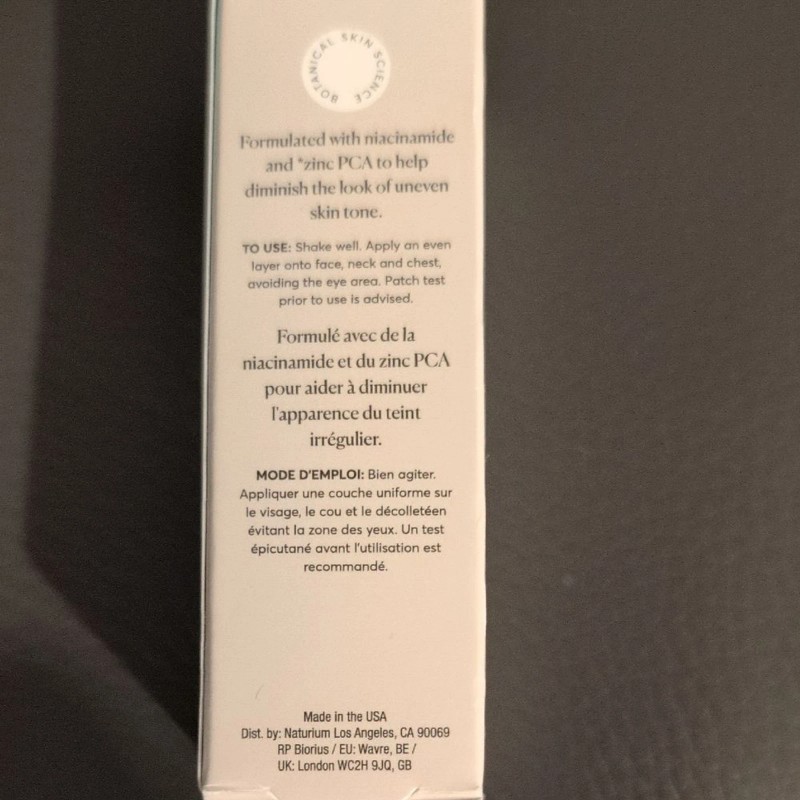 BOTANICAL SKIN SCIENCE
Formulated with niacinamide
and *zinc PCA to help
diminish the look of uneven
skin tone.
TO USE: Shake well. Apply an even
layer onto face, neck and chest,
avoiding the eye area. Patch test
prior to use is advised.
Formulé avec de la
niacinamide et du zinc PCA
pour aider à diminuer
l'apparence du teint
irrégulier.
MODE D'EMPLOI: Bien agiter.
Appliquer une couche uniforme sur
le visage, le cou et le décolletéen
évitant la zone des yeux. Un test
épicutané avant l'utilisation est
recommandé.
Made in the USA
Dist. by: Naturium Los Angeles, CA 90069
RP Biorius / EU: Wavre, BE /
UK: London WC2H 9JQ, GB